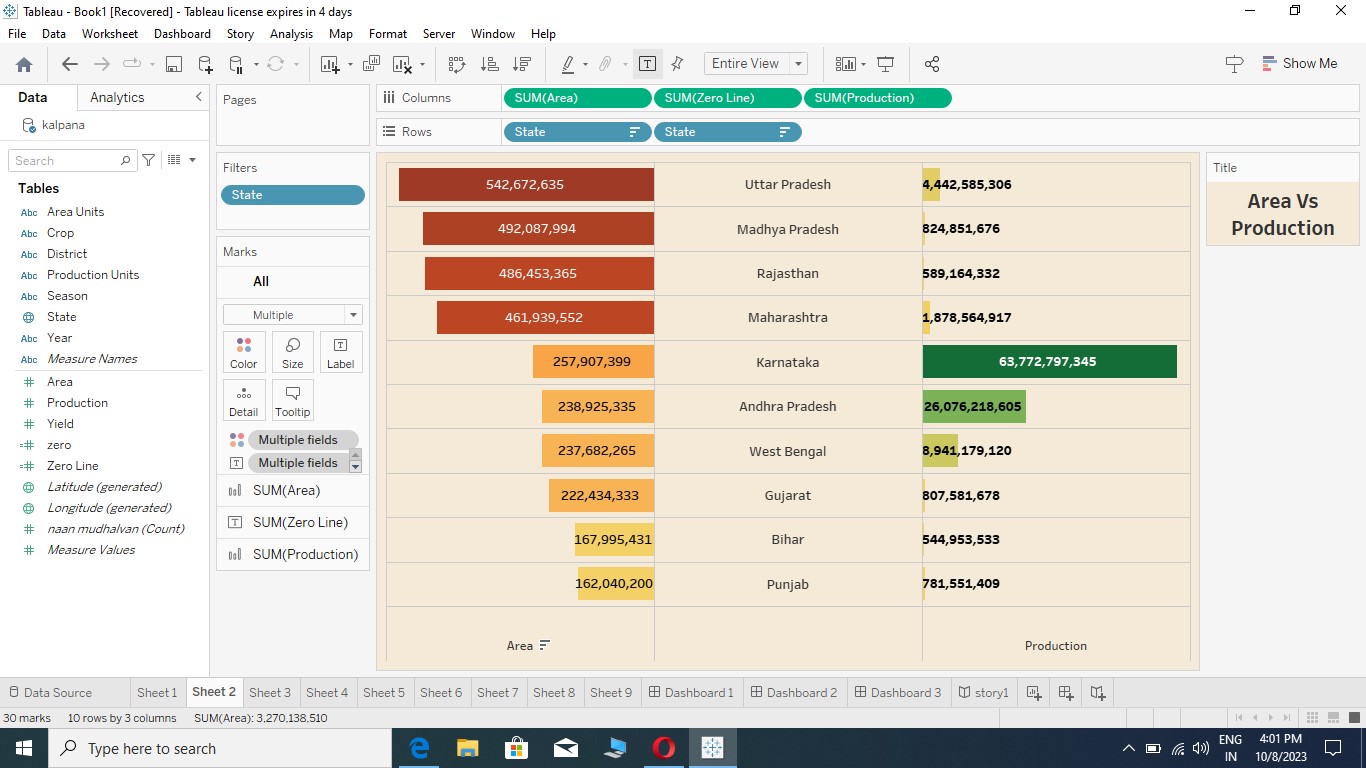 Tableau - Book1 [Recovered] - Tableau license expires in 4 days
File Data Worksheet Dashboard Story Analysis Map Format Server Window Help
Entire View
Show Me
Data Analytics
kalpana
Search
Tables
Abc Area Units
Abc Crop
Abc District
Abc Production Units
Abc Season
State
Abc Year
Abc Measure Names
Area
Production
Yield
zero
Zero Line
Latitude (generated)
Longitude (generated)
naan mudhalvan (Count)
Measure Values
Pages
Filters
State
Marks
All
Multiple
Color Size Label
Detail Tooltip
Multiple fields
Multiple fields
SUM(Area)
SUM(Zero Line)
SUM(Production)
Columns SUM(Area) SUM(Zero Line) SUM(Production)
Rows State State
542,672,635 Uttar Pradesh 4,442,585,306
492,087,994 Madhya Pradesh 824,851,676
486,453,365 Rajasthan 589,164,332
461,939,552 Maharashtra 1,878,564,917
257,907,399 Karnataka 63,772,797,345
238,925,335 Andhra Pradesh 26,076,218,605
237,682,265 West Bengal 8,941,179,120
222,434,333 Gujarat 807,581,678
167,995,431 Bihar 544,953,533
162,040,200 Punjab 781,551,409
Area Production
Title
Area Vs
Production
Data Source Sheet 1 Sheet 2 Sheet 3 Sheet 4 Sheet 5 Sheet 6 Sheet 7 Sheet 8 Sheet 9 Dashboard 1 Dashboard 2 Dashboard 3 story1
30 marks 10 rows by 3 columns SUM(Area): 3,270,138,510
Type here to search
ENG 4:01 PM
IN 10/8/2023